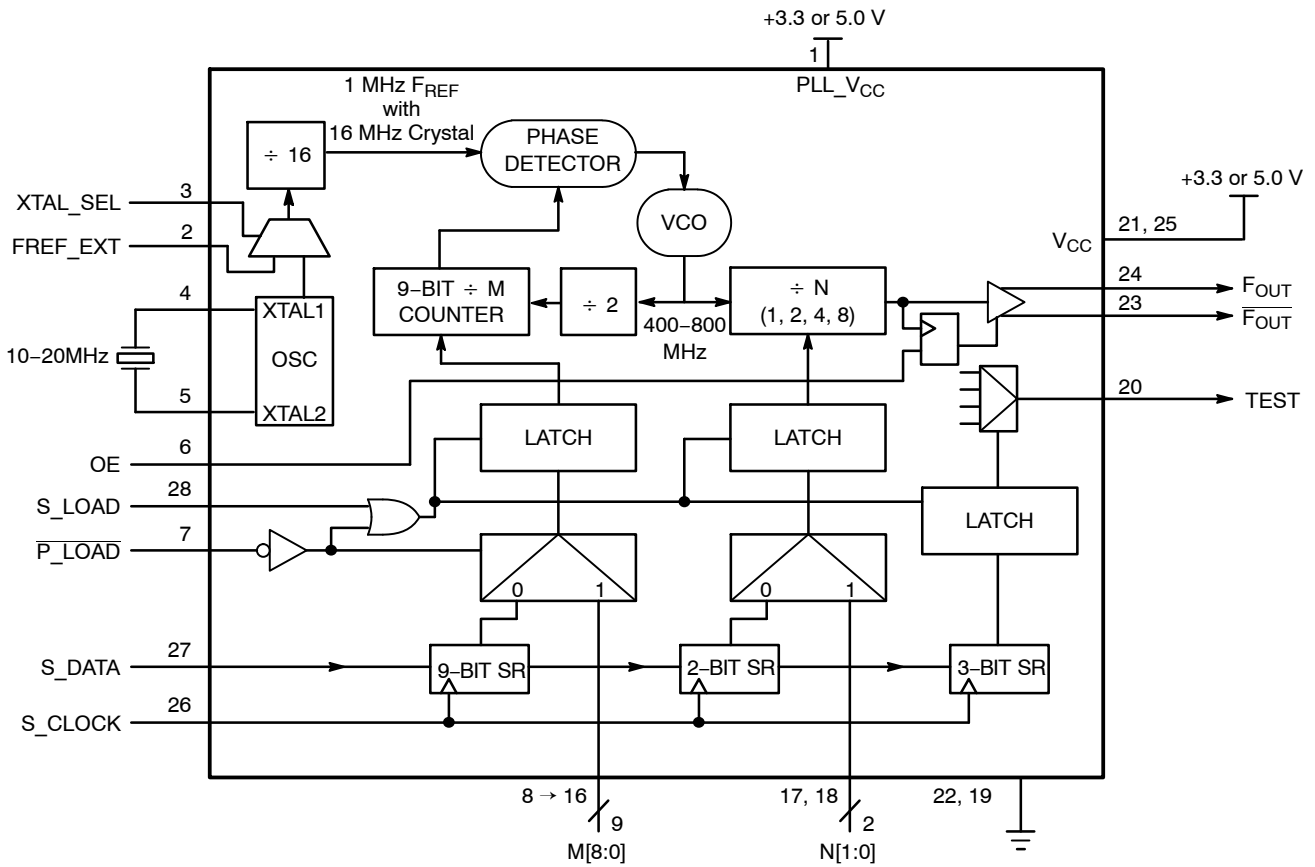 +3.3 or 5.0 V
1
PLL_VCC
1 MHz FREF
with
16 MHz Crystal
÷ 16
PHASE
DETECTOR
VCO
+3.3 or 5.0 V
21, 25
VCC
XTAL_SEL
3
FREF_EXT
2
4
XTAL1
OSC
XTAL2
10–20MHz
5
9–BIT ÷ M
COUNTER
÷ 2
400–800
MHz
÷ N
(1, 2, 4, 8)
24
FOUT
23
FOUT
20
TEST
OE
6
S_LOAD
28
P_LOAD
7
LATCH
LATCH
LATCH
0
1
0
1
S_DATA
27
9–BIT SR
2–BIT SR
3–BIT SR
S_CLOCK
26
8 → 16
9
M[8:0]
17, 18
2
N[1:0]
22, 19